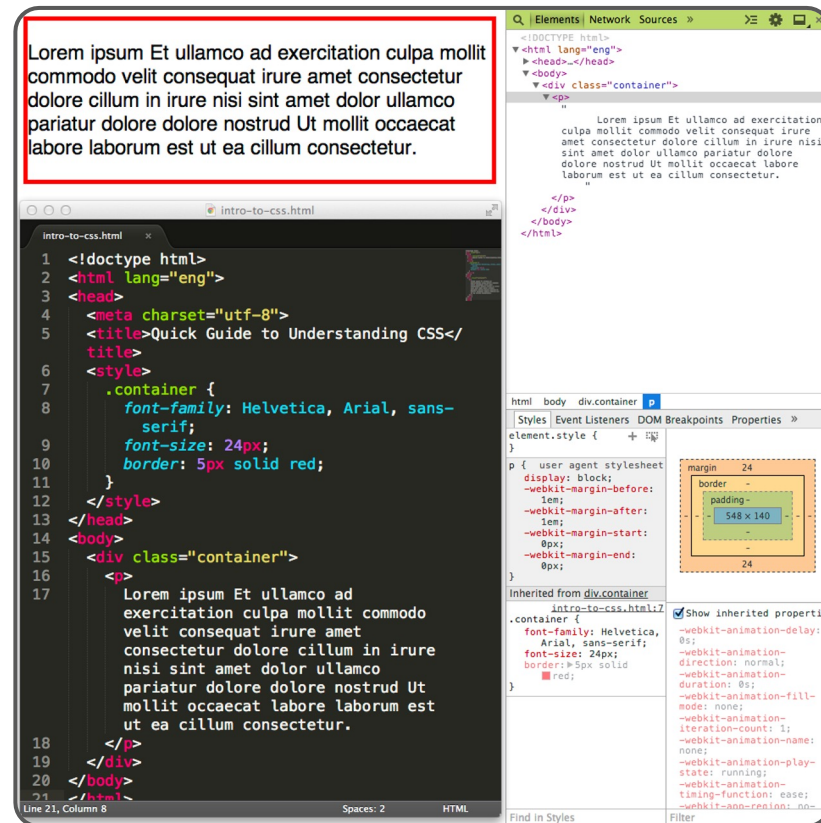 Lorem ipsum Et ullamco ad exercitation culpa mollit
commodo velit consequat irure amet consectetur
dolore cillum in irure nisi sint amet dolor ullamco
pariatur dolore dolore nostrud Ut mollit occaecat
labore laborum est ut ea cillum consectetur.
intro-to-css.html
intro-to-css.html ×
1 <!doctype html>
2 <html lang="eng">
3 <head>
4 <meta charset="utf-8">
5 <title>Quick Guide to Understanding CSS</
title>
6 <style>
7 .container {
8 font-family: Helvetica, Arial, sans-
serif;
9 font-size: 24px;
10 border: 5px solid red;
11 }
12 </style>
13 </head>
14 <body>
15 <div class="container">
16 <p>
17 Lorem ipsum Et ullamco ad
exercitation culpa mollit commodo
velit consequat irure amet
consectetur dolore cillum in irure
nisi sint amet dolor ullamco
pariatur dolore dolore nostrud Ut
mollit occaecat labore laborum est
ut ea cillum consectetur.
18 </p>
19 </div>
20 </body>
21 </html>
Line 21, Column 8 Spaces: 2 HTML
Elements Network Sources »
<!DOCTYPE html>
▼<html lang="eng">
▶<head>…</head>
▼<body>
▼<div class="container">
▼<p>
"
Lorem ipsum Et ullamco ad exercitation
culpa mollit commodo velit consequat irure
amet consectetur dolore cillum in irure nisi
sint amet dolor ullamco pariatur dolore
dolore nostrud Ut mollit occaecat labore
laborum est ut ea cillum consectetur.
"
</p>
</div>
</body>
</html>
html body div.container p
Styles Event Listeners DOM Breakpoints Properties »
element.style {
}
p { user agent stylesheet
display: block;
-webkit-margin-before:
1em;
-webkit-margin-after:
1em;
-webkit-margin-start:
0px;
-webkit-margin-end:
0px;
}
Inherited from div.container
intro-to-css.html:7
.container {
font-family: Helvetica,
Arial, sans-serif;
font-size: 24px;
border:▶5px solid
red;
}
Find in Styles
margin 24
border -
padding -
- - - 548 × 140 - - -
-
-
24
Show inherited properti
-webkit-animation-delay:
0s;
-webkit-animation-
direction: normal;
-webkit-animation-
duration: 0s;
-webkit-animation-fill-
mode: none;
-webkit-animation-
iteration-count: 1;
-webkit-animation-name:
none;
-webkit-animation-play-
state: running;
-webkit-animation-
timing-function: ease;
-webkit-app-region: no-
Filter